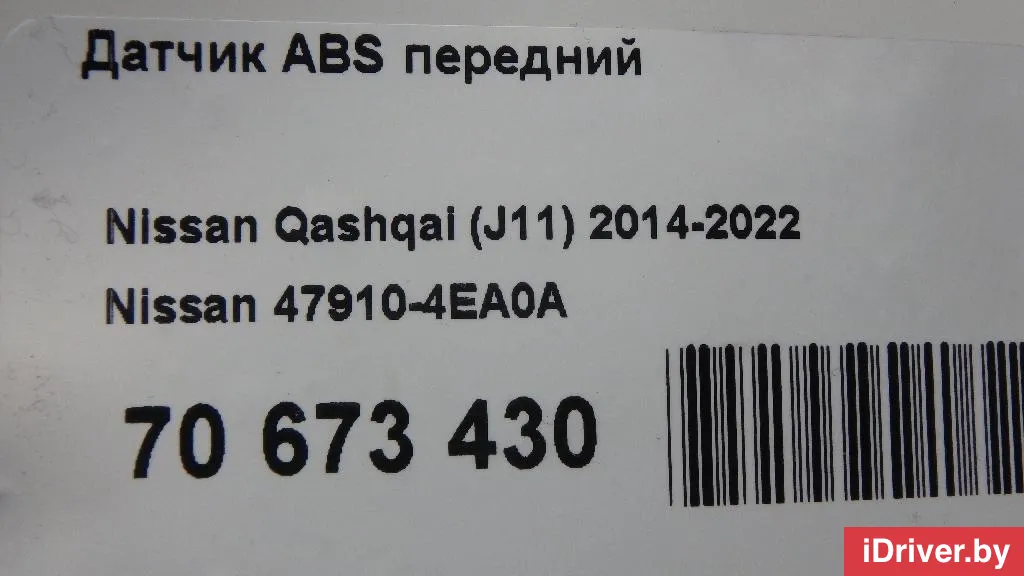 Датчик ABS передний
Nissan Qashqai (J11) 2014-2022
Nissan 47910-4EA0A
70 673 430
iDriver.by